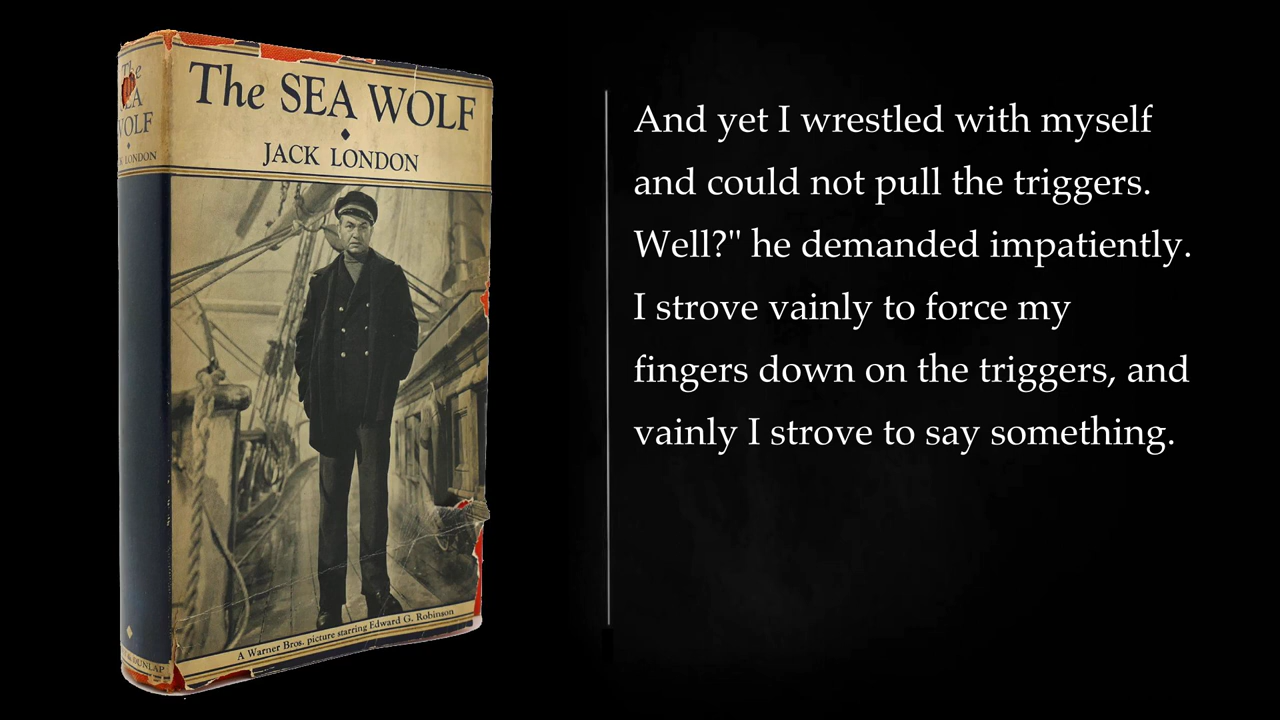 The SEA WOLF
JACK LONDON
A Warner Bros. picture starring Edward G. Robinson
The
SEA
WOLF
LONDON
DUNLAP
And yet I wrestled with myself
and could not pull the triggers.
Well?" he demanded impatiently.
I strove vainly to force my
fingers down on the triggers, and
vainly I strove to say something.